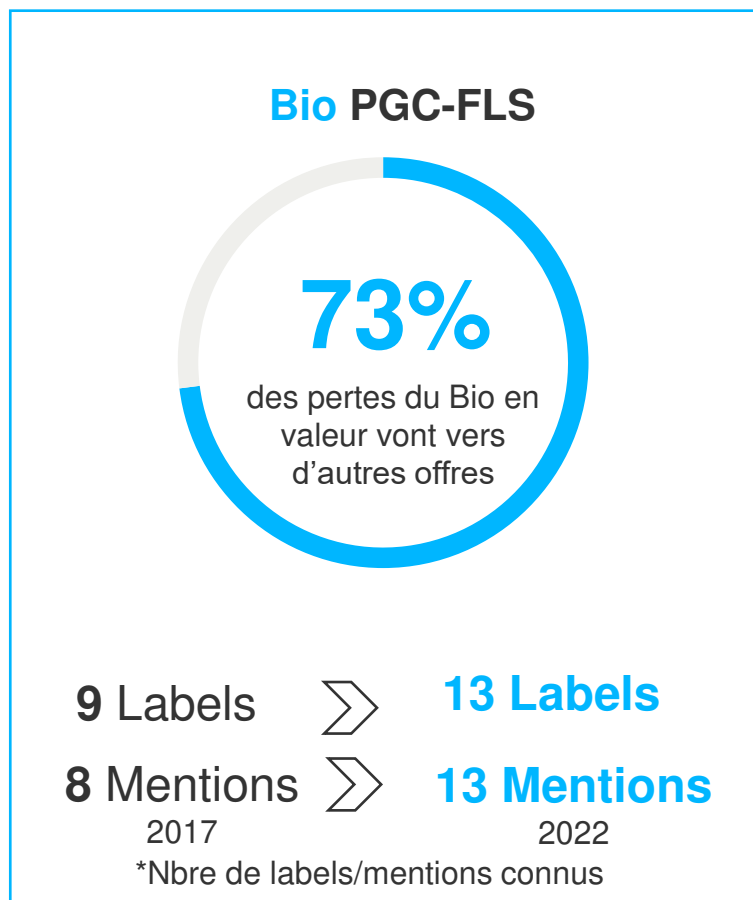 Bio PGC-FLS
73%
des pertes du Bio en
valeur vont vers
d’autres offres
9 Labels
13 Labels
8 Mentions
13 Mentions
2017
2022
*Nbre de labels/mentions connus